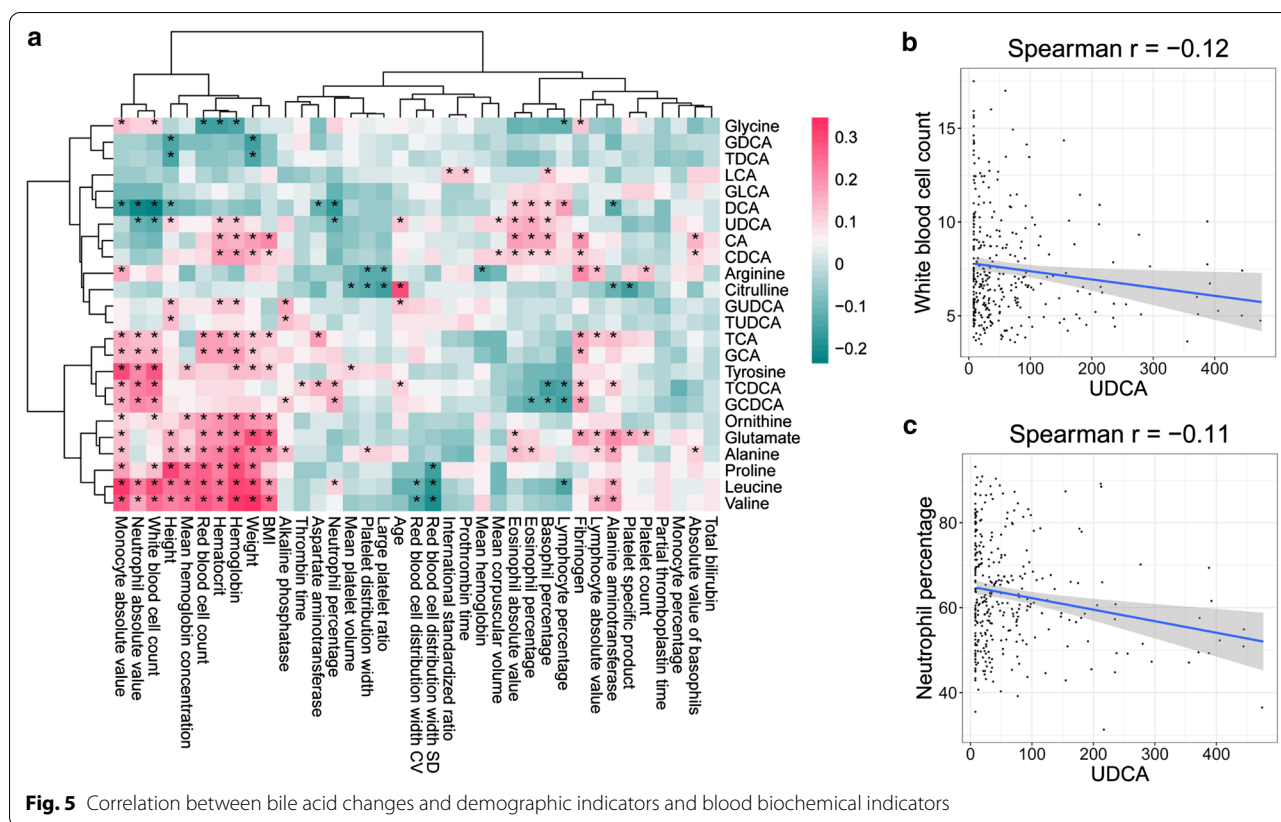 a
Glycine
GDCA
TDCA
LCA
GLCA
DCA
UDCA
CA
CDCA
Arginine
Citrulline
GUDCA
TUDCA
TCA
GCA
Tyrosine
TCDCA
GCDCA
Ornithine
Glutamate
Alanine
Proline
Leucine
Valine
0.3
0.2
0.1
0
−0.1
−0.2
Monocyte absolute value
Neutrophil absolute value
White blood cell count
Height
Mean hemoglobin concentration
Red blood cell count
Hematocrit
Hemoglobin
Weight
BMI
Alkaline phosphatase
Thrombin time
Aspartate aminotransferase
Neutrophil percentage
Mean platelet volume
Platelet distribution width
Large platelet ratio
Age
Red blood cell distribution width CV
Red blood cell distribution width SD
International standardized ratio
Prothrombin time
Mean hemoglobin
Mean corpuscular volume
Eosinophil absolute value
Eosinophil percentage
Basophil percentage
Lymphocyte percentage
Fibrinogen
Lymphocyte absolute value
Alanine aminotransferase
Platelet specific product
Platelet count
Partial thromboplastin time
Monocyte percentage
Absolute value of basophils
Total bilirubin
b
Spearman r = −0.12
White blood cell count
15
10
5
0 100 200 300 400
UDCA
c
Spearman r = −0.11
Neutrophil percentage
80
60
40
0 100 200 300 400
UDCA
Fig. 5 Correlation between bile acid changes and demographic indicators and blood biochemical indicators